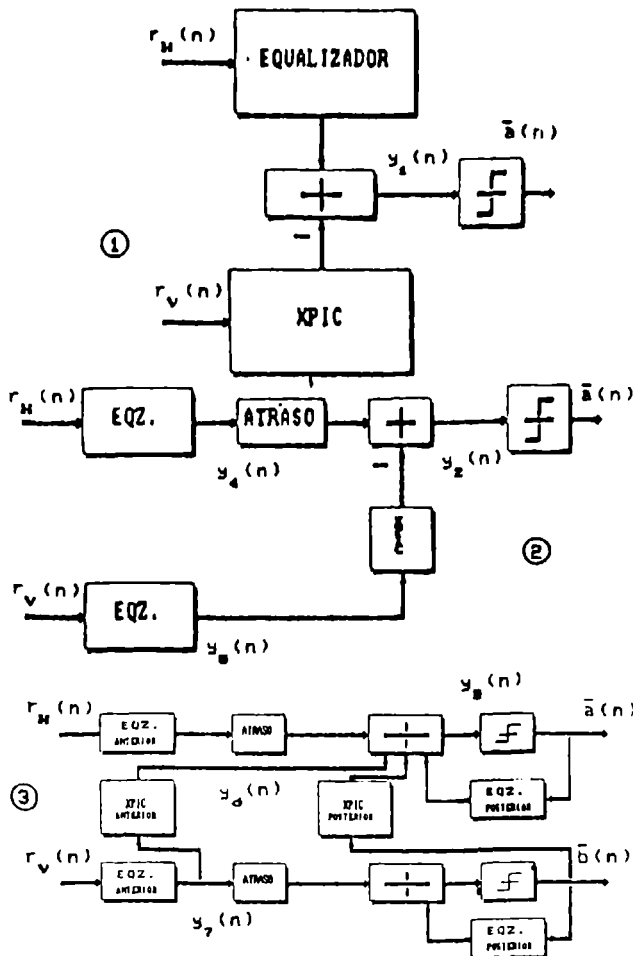 r_H(n)
EQUALIZADOR
+
y_1(n)
ā(n)
−
①
r_V(n)
XPIC
r_H(n)
EQZ.
y_4(n)
ATRASO
+
−
y_2(n)
ā(n)
②
r_V(n)
EQZ.
y_5(n)
r_H(n)
EQZ.
ANTERIOR
ATRASO
y_3(n)
ā(n)
③
XPIC
ANTERIOR
y_6(n)
XPIC
POSTERIOR
EQZ.
POSTERIOR
r_V(n)
EQZ.
ANTERIOR
y_7(n)
ATRASO
b̄(n)
EQZ.
POSTERIOR